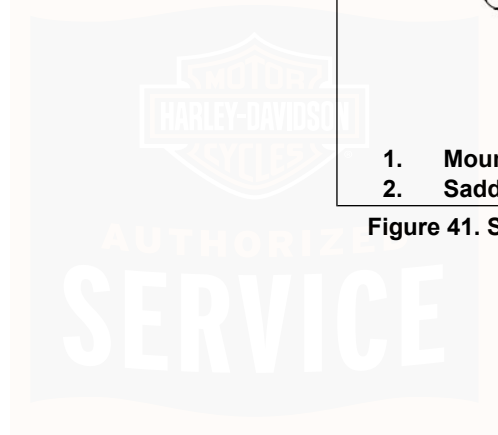 1. Mour
2. Sadd
Figure 41. S
MOTOR
HARLEY-DAVIDSON
CYCLES
AUTHORIZED
SERVICE